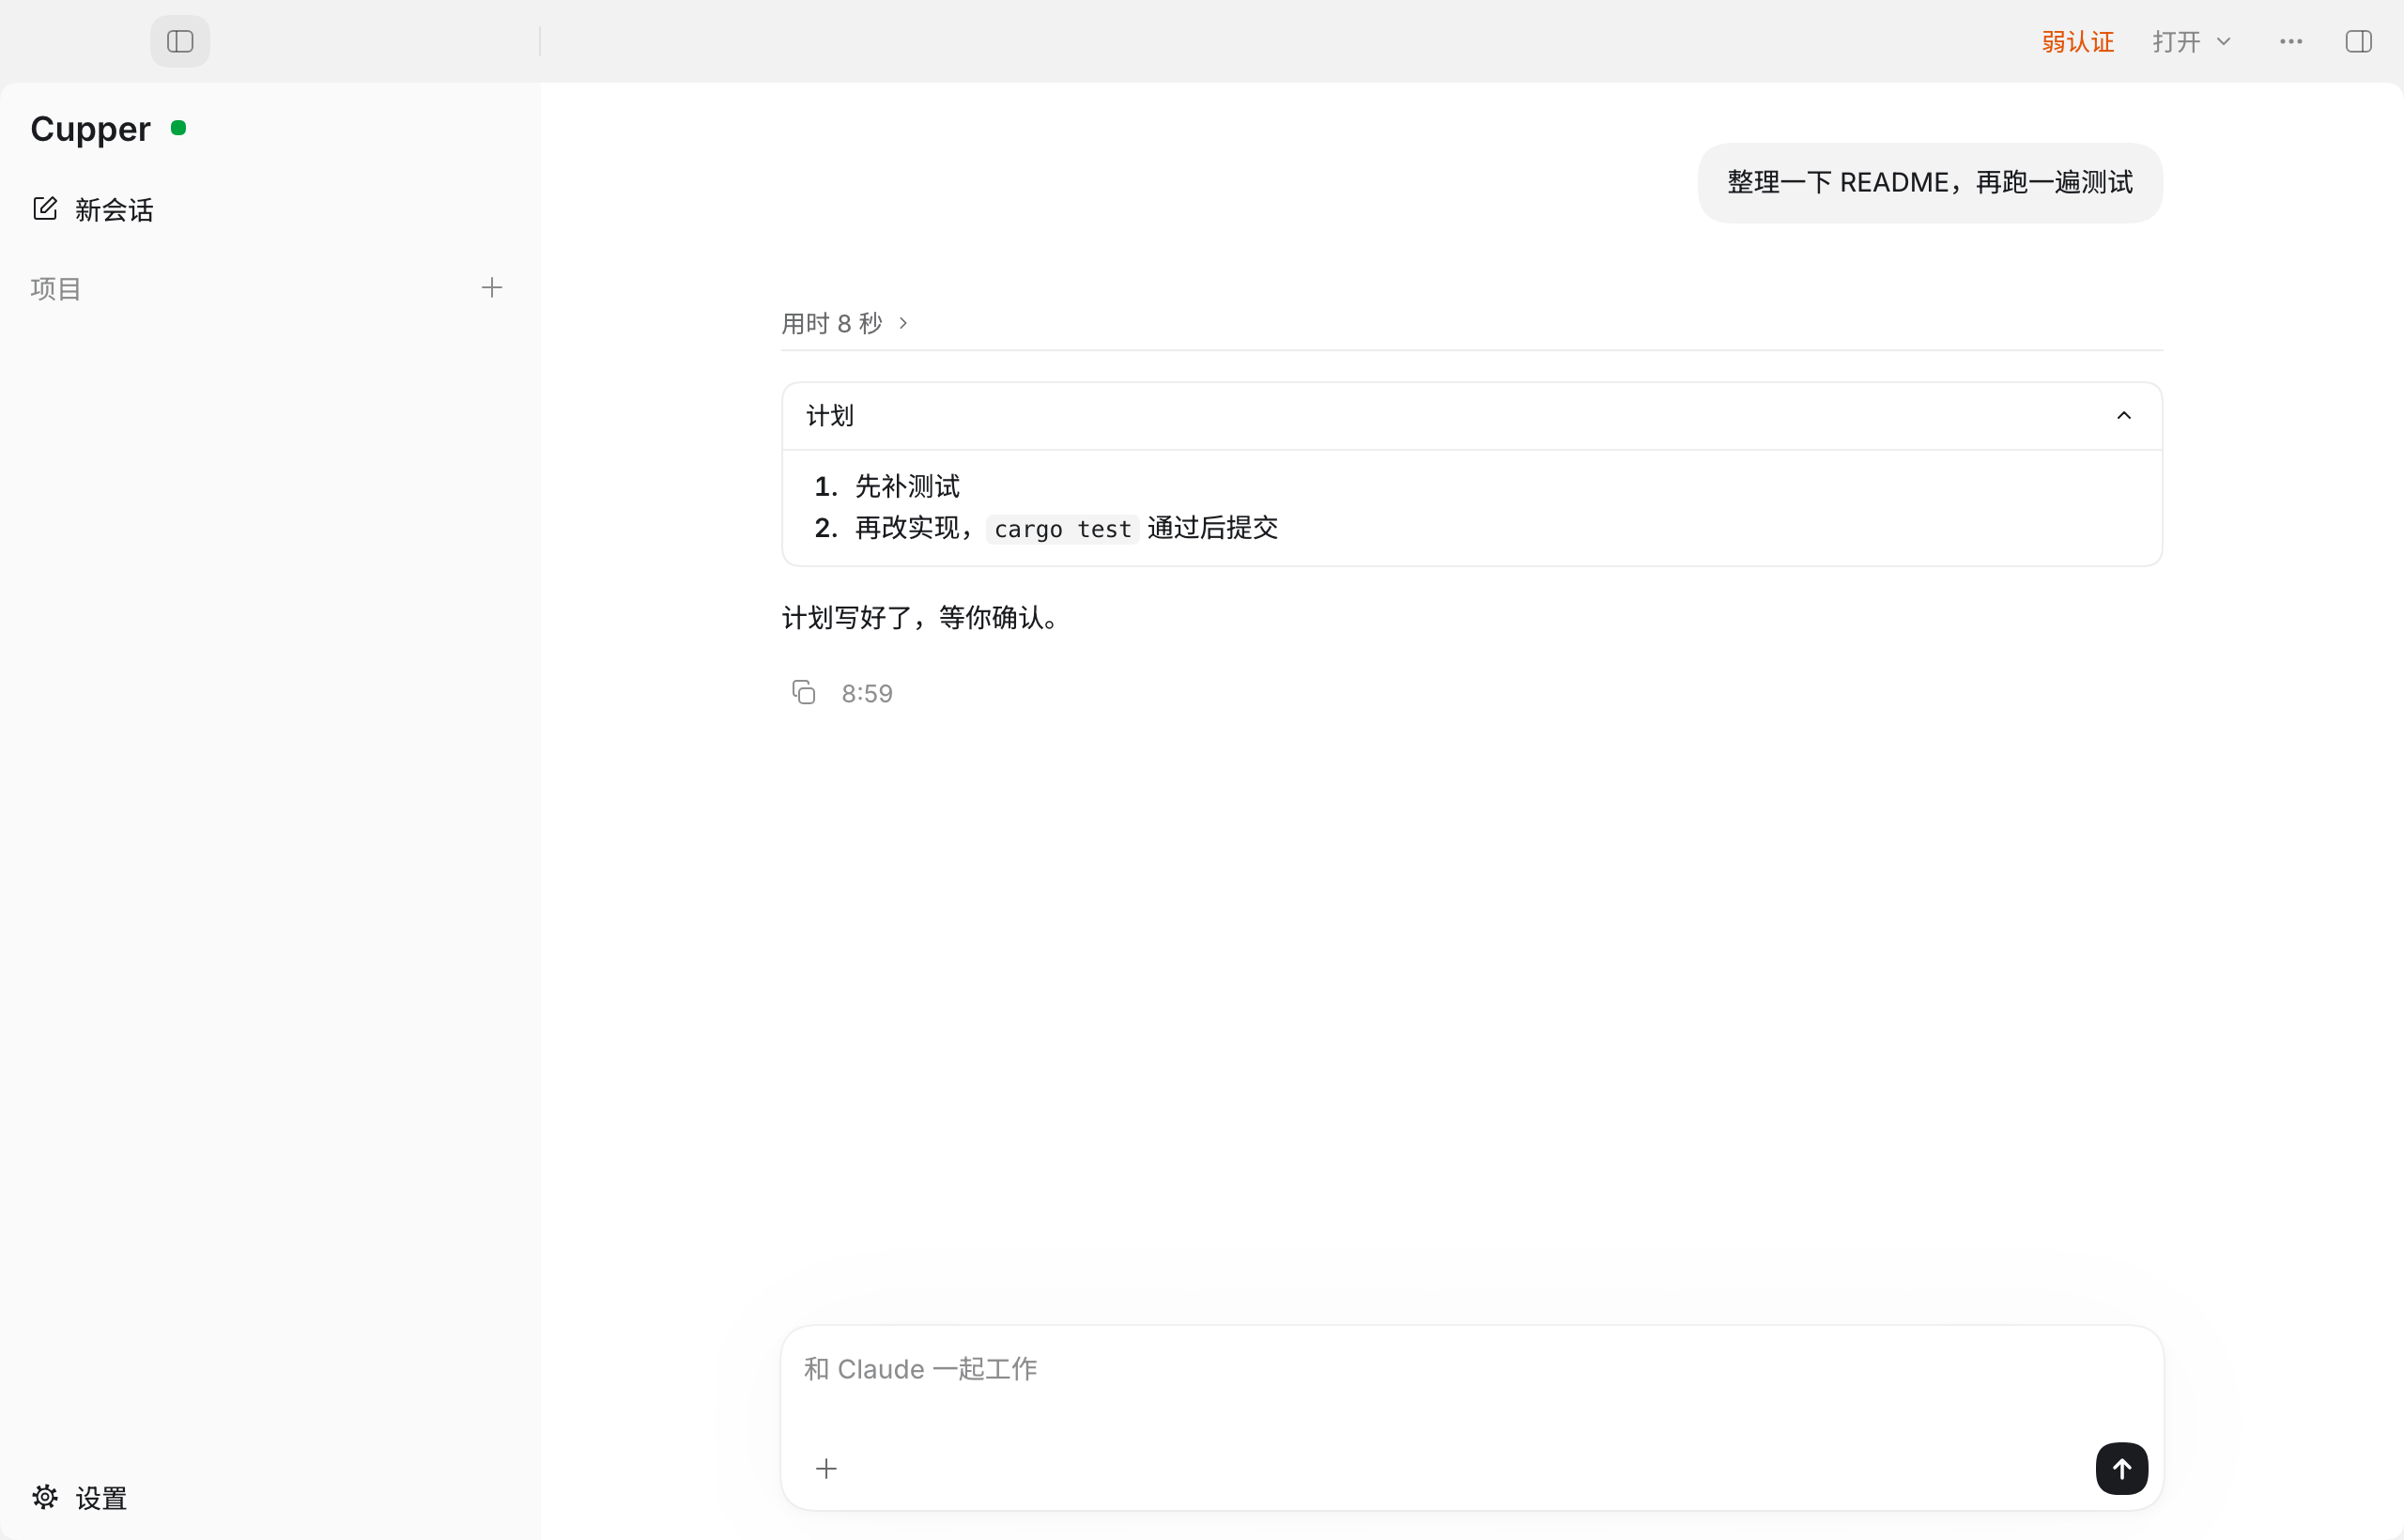 弱认证 打开
Cupper
新会话
项目
整理一下 README，再跑一遍测试
用时 8 秒
计划
1. 先补测试
2. 再改实现，cargo test 通过后提交
计划写好了，等你确认。
8:59
和 Claude 一起工作
设置